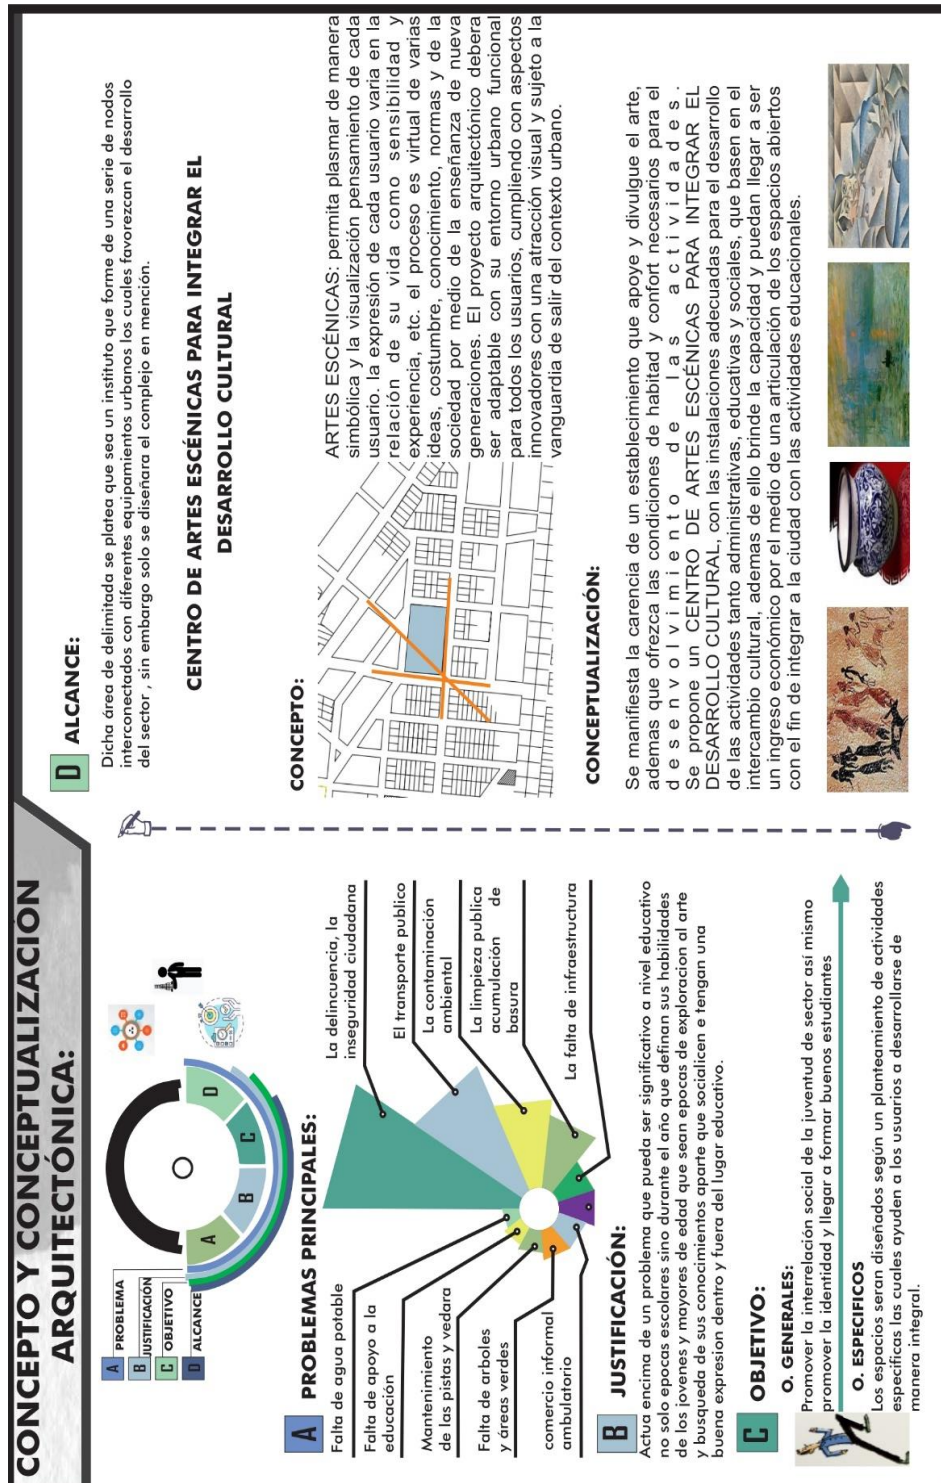 CONCEPTO Y CONCEPTUALIZACIÓN
ARQUITECTÓNICA:
A PROBLEMA
B JUSTIFICACIÓN
C OBJETIVO
D ALCANCE
A
B
C
D
A PROBLEMAS PRINCIPALES:
Falta de agua potable
Falta de apoyo a la
educación
Mantenimiento
de las pistas y vedara
Falta de arboles
y áreas verdes
comercio informal
ambulatorio
La delincuencia, la
inseguridad ciudadana
El transporte publico
La contaminación
ambiental
La limpieza publica
acumulación de
basura
La falta de infraestructura
B JUSTIFICACIÓN:
Actura encima de un problema que pueda ser significativo a nivel educativo
no solo epocas escolares sino durante el año que definan sus habilidades
de los jovenes y mayores de edad que sean epocas de exploracion al arte
y busqueda de sus conocimientos aparte que socialicen e tengan una
buena expresion dentro y fuera del lugar educativo.
C OBJETIVO:
O. GENERALES:
Promover la interrelación social de la juventud de sector así mismo
promover la identidad y llegar a formar buenos estudiantes
O. ESPECIFICOS
Los espacios seran diseñados según un planteamiento de actividades
especificas las cuales ayuden a los usuarios a desarrollarse de
manera integral.
D ALCANCE:
Dicha área de delimitada se platea que sea un instituto que forme de una serie de nodos
interconectados con diferentes equipamientos urbanos los cuales favorezcan el desarrollo
del sector , sin embargo solo se diseñara el complejo en mención.
CENTRO DE ARTES ESCÉNICAS PARA INTEGRAR EL
DESARROLLO CULTURAL
CONCEPTO:
ARTES ESCÉNICAS: permita plasmar de manera
simbólica y la visualización pensamiento de cada
usuario. la expresión de cada usuario varia en la
relación de su vida como sensibilidad y
experiencia, etc. el proceso es virtual de varias
ideas, costumbre, conocimiento, normas y de la
sociedad por medio de la enseñanza de nueva
generaciones. El proyecto arquitectónico debera
ser adaptable con su entorno urbano funcional
para todos los usuarios, cumpliendo con aspectos
innovadores con una atracción visual y sujeto a la
vanguardia de salir del contexto urbano.
CONCEPTUALIZACIÓN:
Se manifiesta la carencia de un establecimiento que apoye y divulgue el arte,
ademas que ofrezca las condiciones de habitad y confort necesarios para el
desenvolvimiento de las actividades.
Se propone un CENTRO DE ARTES ESCÉNICAS PARA INTEGRAR EL
DESARROLLO CULTURAL, con las instalaciones adecuadas para el desarrollo
de las actividades tanto administrativas, educativas y sociales, que basen en el
intercambio cultural, ademas de ello brinde la capacidad y puedan llegar a ser
un ingreso económico por el medio de una articulación de los espacios abiertos
con el fin de integrar a la ciudad con las actividades educacionales.